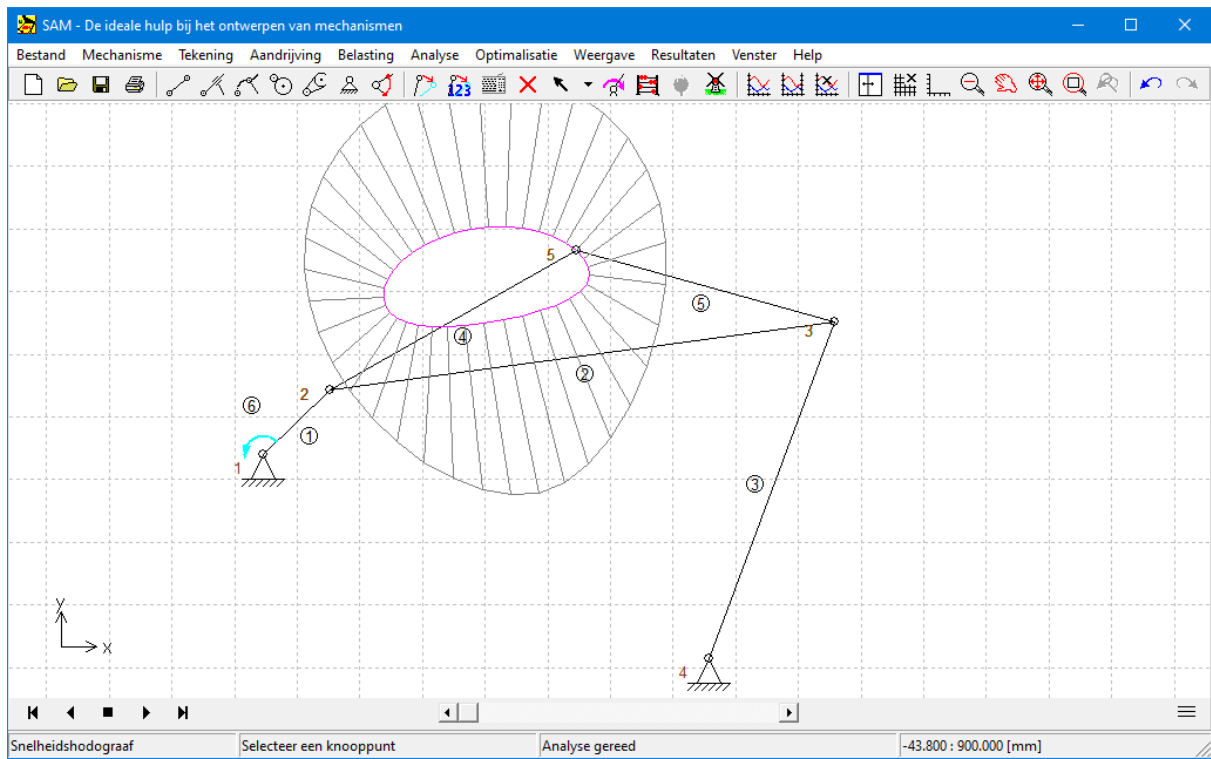 SAM - De ideale hulp bij het ontwerpen van mechanismen
Bestand Mechanisme Tekening Aandrijving Belasting Analyse Optimalisatie Weergave Resultaten Venster Help
123
5
5
3
4
2
2
6
1
1
3
4
y
x
Snelheidshodograaf Selecteer een knooppunt Analyse gereed -43.800 : 900.000 [mm]